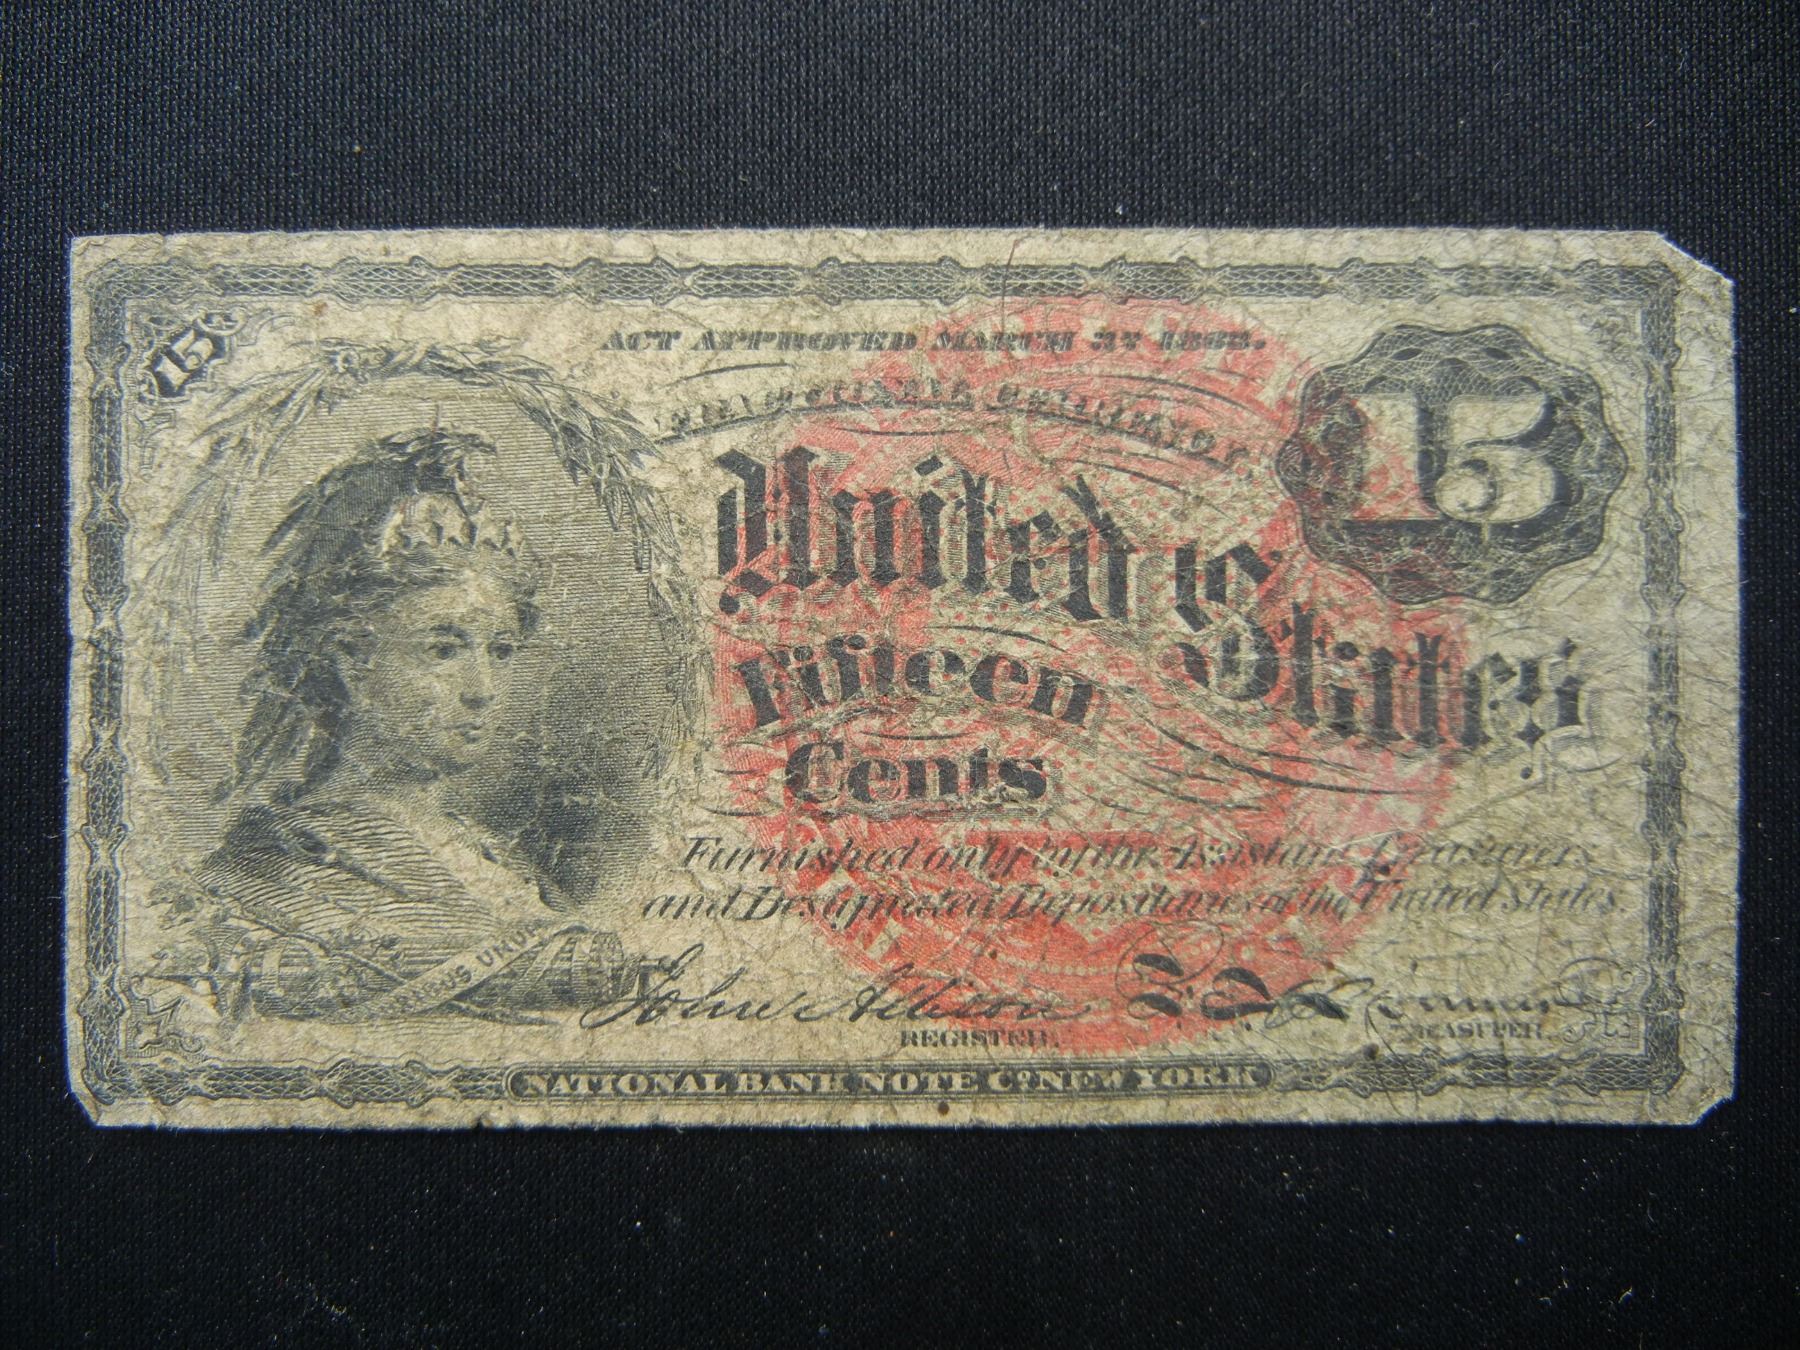 15
ACT APPROVED MARCH 3d 1863.
FRACTIONAL CURRENCY.
15
United States
Fifteen
Cents
Furnished only by the Assistant Treasurers
and Designated Depositaries of the United States.
John Allison
REGISTER.
TREASURER.
NATIONAL BANK NOTE Co. NEW YORK